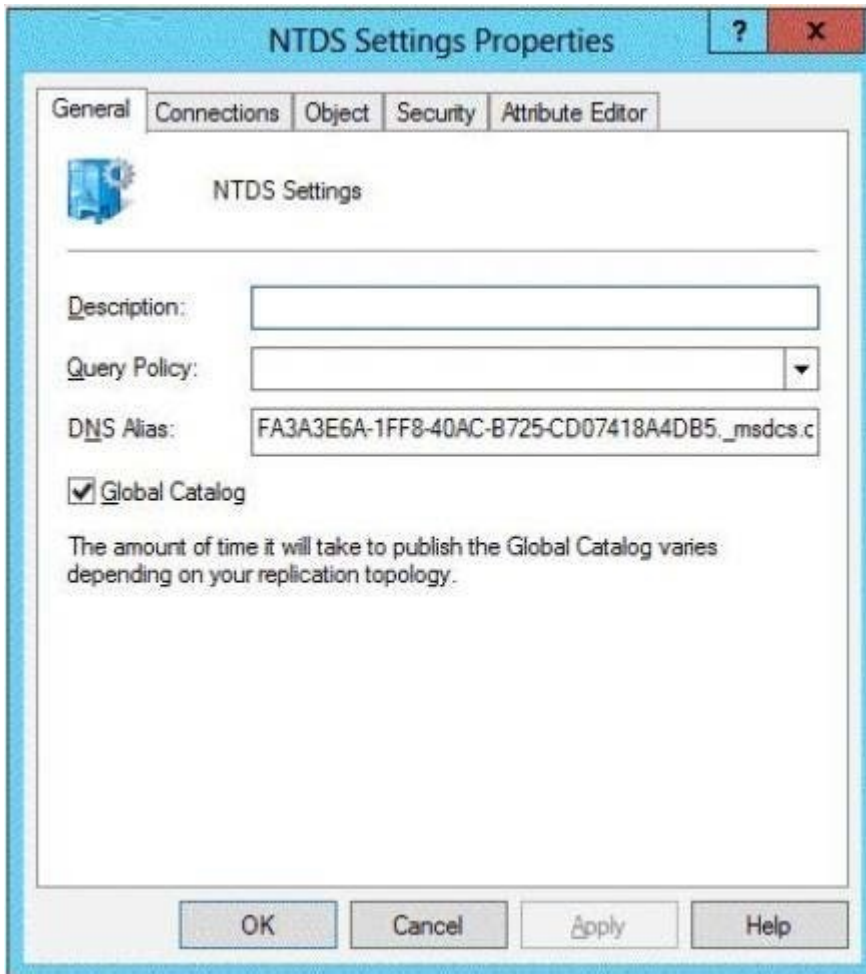 NTDS Settings Properties
?
x
General Connections Object Security Attribute Editor
NTDS Settings
Description:
Query Policy:
DNS Alias: FA3A3E6A-1FF8-40AC-B725-CD07418A4DB5._msdcs.c
Global Catalog
The amount of time it will take to publish the Global Catalog varies
depending on your replication topology.
OK Cancel Apply Help